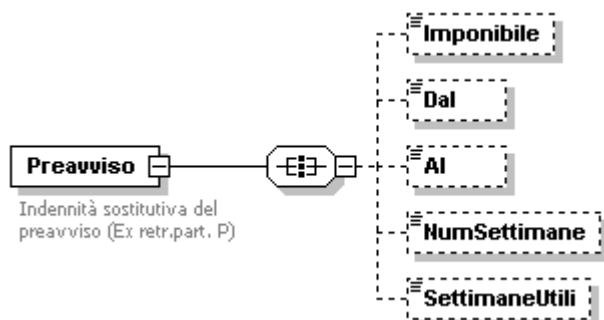 Imponibile
Dal
Al
Preavviso
Indennità sostitutiva del
preavviso (Ex retr.part. P)
NumSettimane
SettimaneUtili